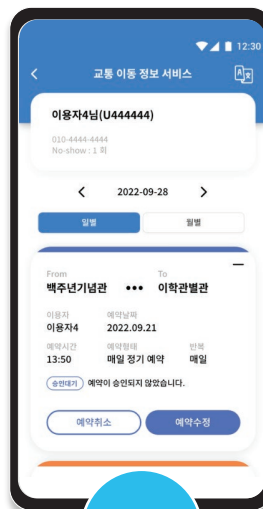 12:30
교통 이동 정보 서비스
이용자4님(U444444)
010-4444-4444
No-show : 1 회
2022-09-28
일별 월별
From To
백주년기념관 ••• 이학관별관
이용자 예약날짜
이용자4 2022.09.21
예약시간 예약형태 반복
13:50 매일 정기 예약 매일
승인대기 예약이 승인되지 않았습니다.
예약취소 예약수정